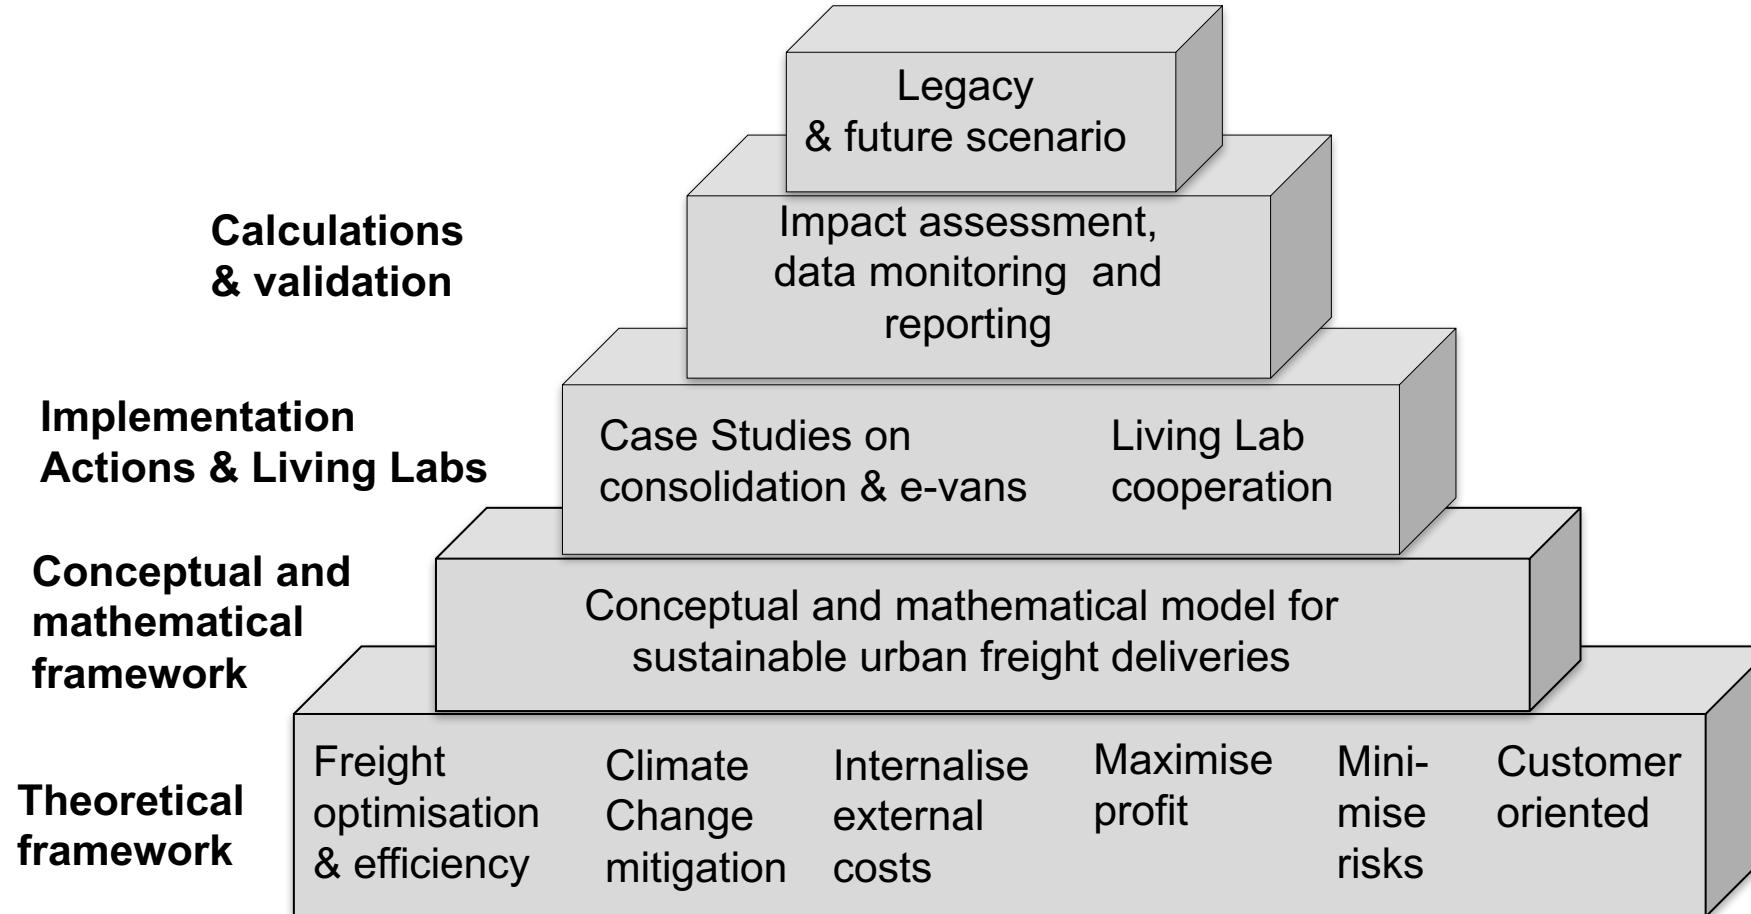 Legacy
& future scenario
Calculations
& validation
Impact assessment,
data monitoring  and
reporting
Implementation
Actions & Living Labs
Case Studies on
consolidation & e-vans
Living Lab
cooperation
Conceptual and
mathematical
framework
Conceptual and mathematical model for
sustainable urban freight deliveries
Theoretical
framework
Freight
optimisation
& efficiency
Climate
Change
mitigation
Internalise
external
costs
Maximise
profit
Mini-
mise
risks
Customer
oriented